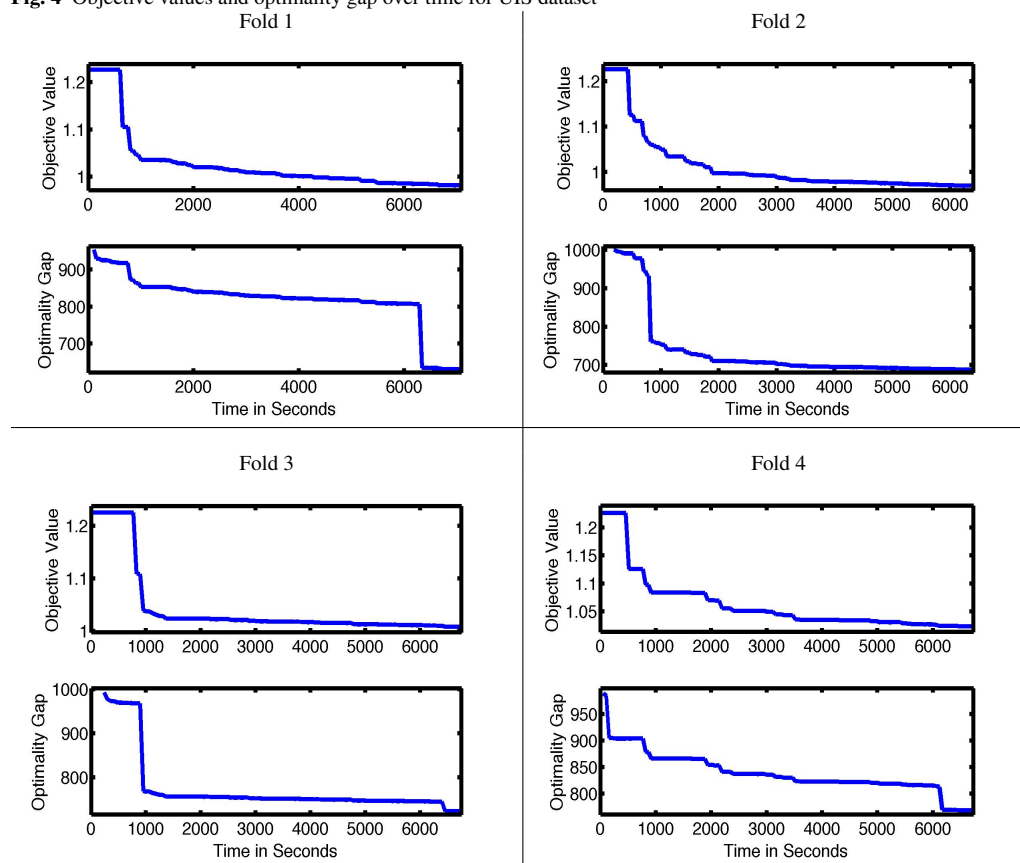 Fig. 4 Objective values and optimality gap over time for UIS dataset
Fold 1
Objective Value
1.2
1.1
1
0 2000 4000 6000
Optimality Gap
900
800
700
0 2000 4000 6000
Time in Seconds
Fold 2
Objective Value
1.2
1.1
1
0 1000 2000 3000 4000 5000 6000
Optimality Gap
1000
900
800
700
0 1000 2000 3000 4000 5000 6000
Time in Seconds
Fold 3
Objective Value
1.2
1.1
1
0 1000 2000 3000 4000 5000 6000
Optimality Gap
1000
900
800
0 1000 2000 3000 4000 5000 6000
Time in Seconds
Fold 4
Objective Value
1.2
1.15
1.1
1.05
0 1000 2000 3000 4000 5000 6000
Optimality Gap
950
900
850
800
0 1000 2000 3000 4000 5000 6000
Time in Seconds